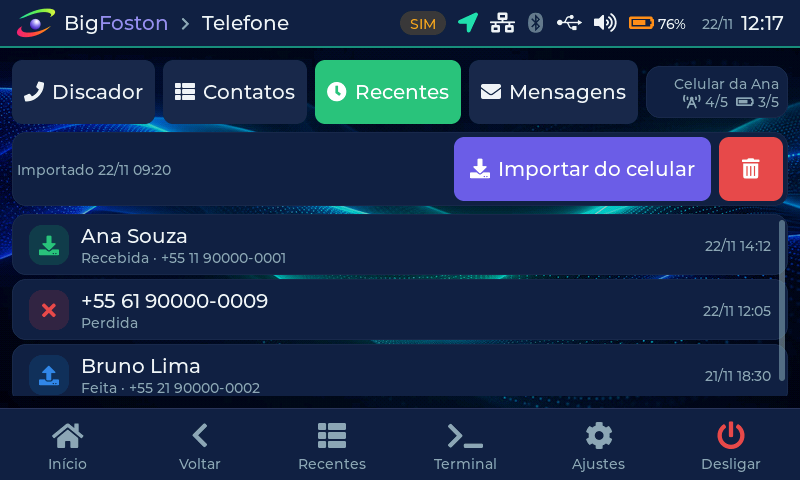 BigFoston > Telefone
SIM
76%
22/11 12:17
Discador
Contatos
Recentes
Mensagens
Celular da Ana
4/5 3/5
Importado 22/11 09:20
Importar do celular
Ana Souza
Recebida · +55 11 90000-0001
22/11 14:12
+55 61 90000-0009
Perdida
22/11 12:05
Bruno Lima
Feita · +55 21 90000-0002
21/11 18:30
Início
Voltar
Recentes
Terminal
Ajustes
Desligar